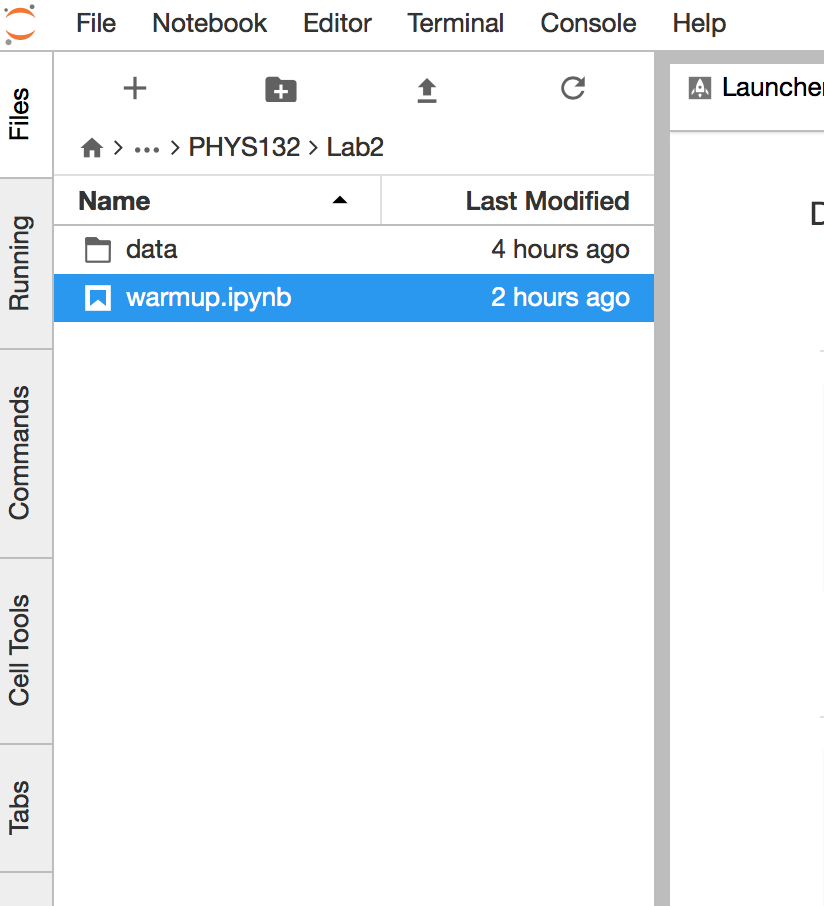 File Notebook Editor Terminal Console Help
Files
Running
Commands
Cell Tools
Tabs
... > PHYS132 > Lab2
Name Last Modified
data 4 hours ago
warmup.ipynb 2 hours ago
Launcher
D